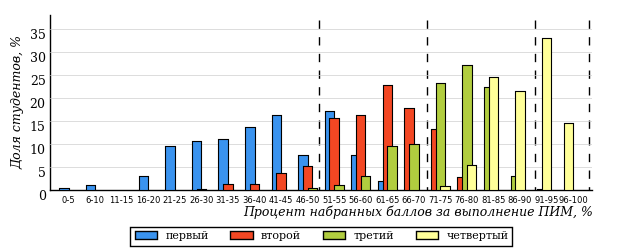 Доля студентов, %
35
30
25
20
15
10
5
0
0-5 6-10 11-15 16-20 21-25 26-30 31-35 36-40 41-45 46-50 51-55 56-60 61-65 66-70 71-75 76-80 81-85 86-90 91-95 96-100
Процент набранных баллов за выполнение ПИМ, %
первый второй третий четвертый